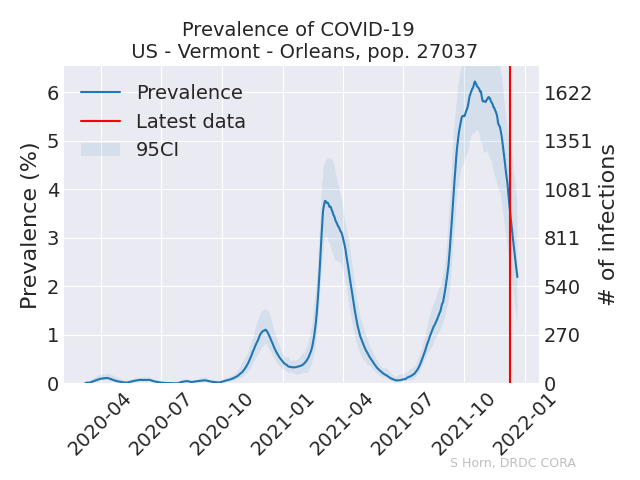 Prevalence of COVID-19
US - Vermont - Orleans, pop. 27037
Prevalence
Latest data
95CI
Prevalence (%)
6
5
4
3
2
1
0
1622
1351
1081
811
540
270
0
# of infections
2020-04
2020-07
2020-10
2021-01
2021-04
2021-07
2021-10
2022-01
S Horn, DRDC CORA